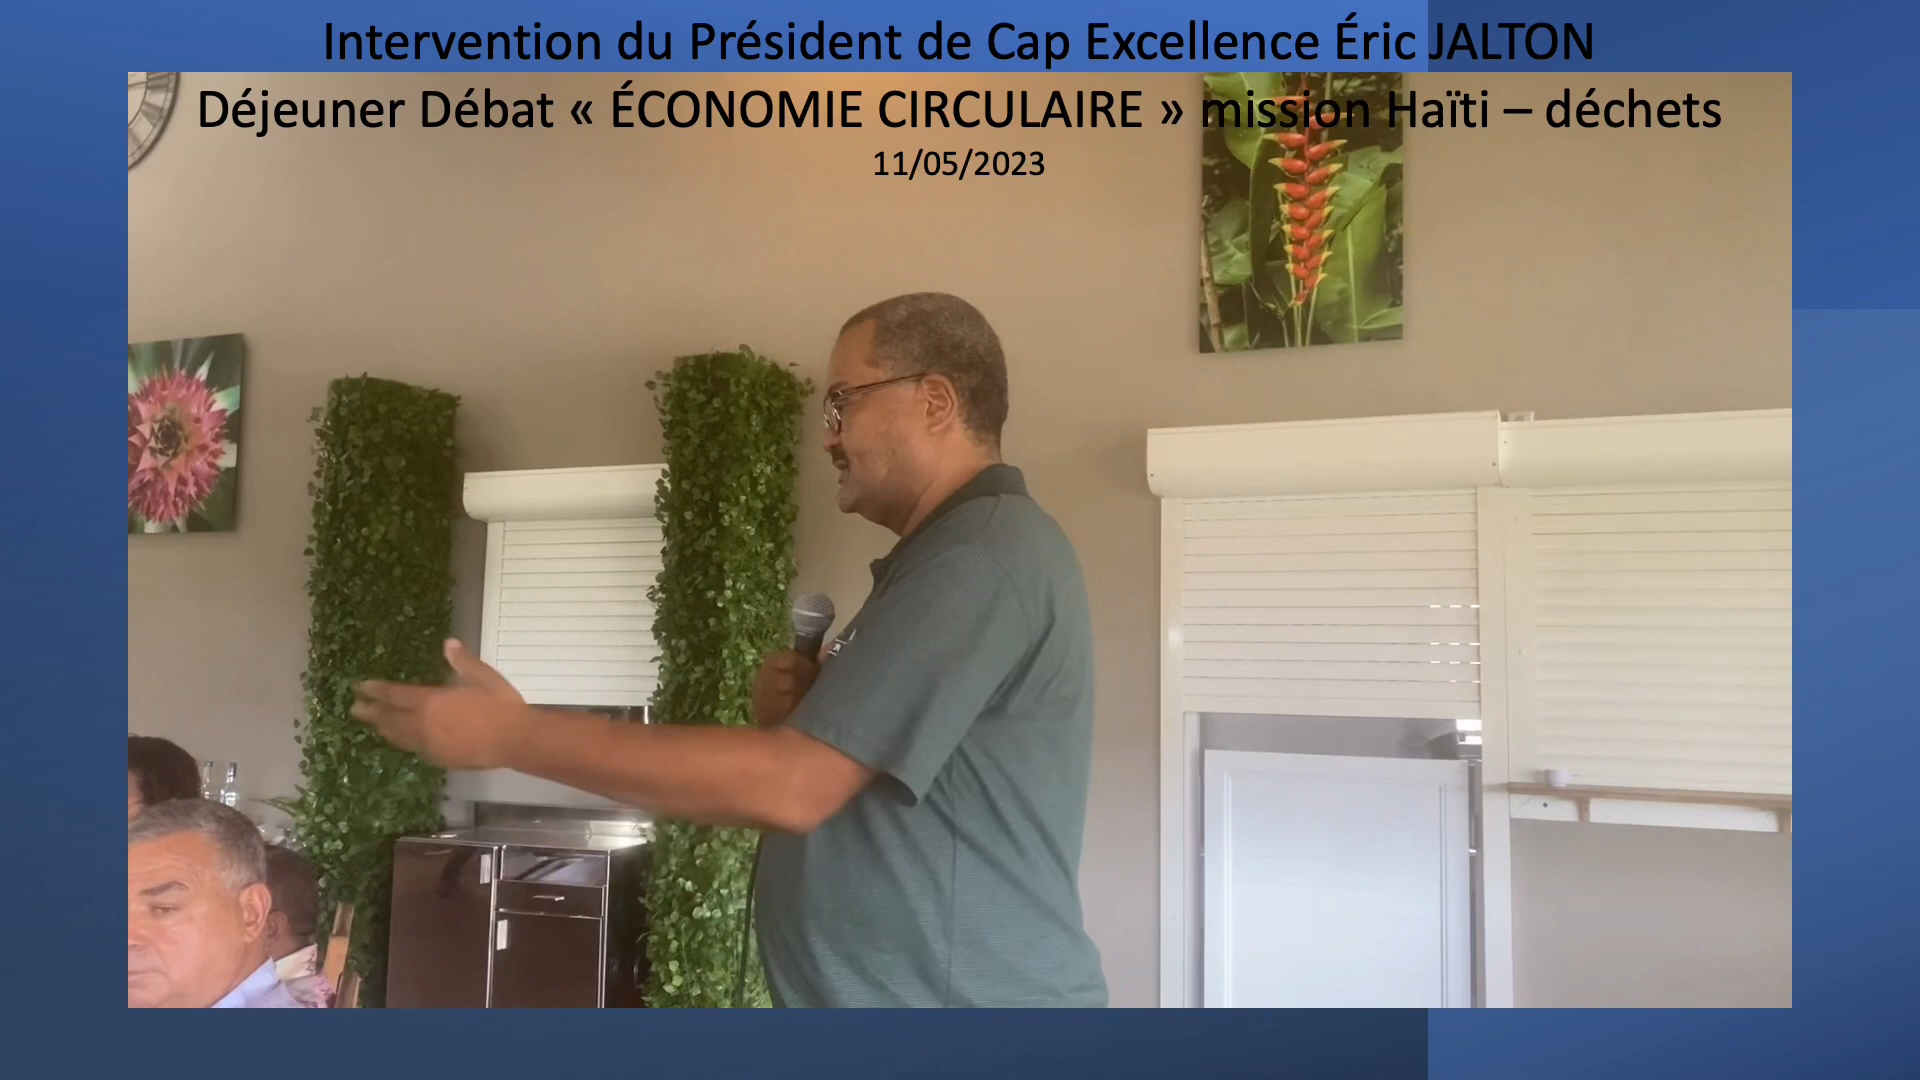 Intervention du Président de Cap Excellence Éric JALTON
Déjeuner Débat « ÉCONOMIE CIRCULAIRE » mission Haïti – déchets
11/05/2023